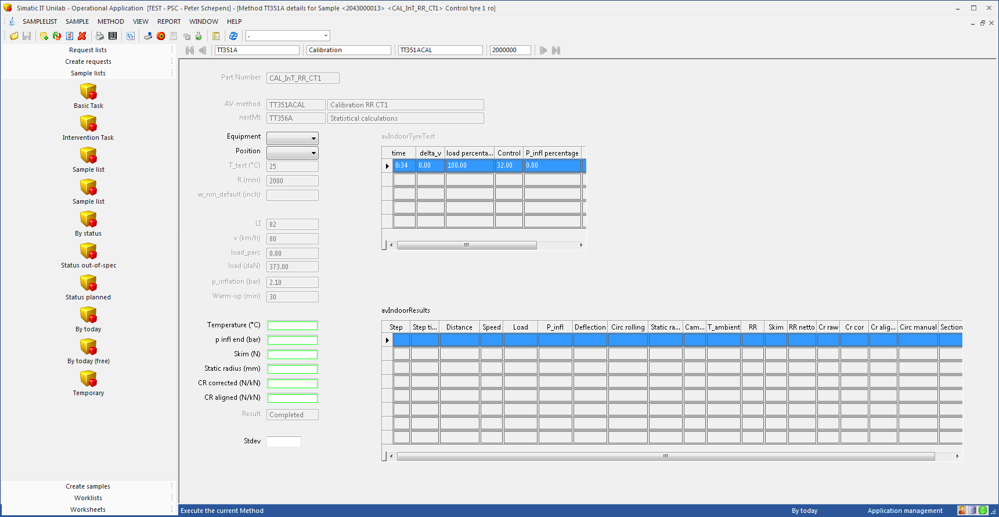 Simatic IT Unilab - Operational Application [TEST - PSC - Peter Schepens] - [Method TT351A details for Sample <2043000013> <CAL_InT_RR_CT1> Control tyre 1 ro]
SAMPLELIST SAMPLE METHOD VIEW REPORT WINDOW HELP
-
Request lists
Create requests
Sample lists
Basic Task
Intervention Task
Sample list
Sample list
By status
Status out-of-spec
Status planned
By today
By today (free)
Temporary
Create samples
Worklists
Worksheets
TT351A Calibration TT351ACAL 2000000
Part Number CAL_InT_RR_CT1
AV-method TT351ACAL Calibration RR CT1
nextMt TT356A Statistical calculations
Equipment
Position
T_test (°C) 25
R (mm) 2000
w_rim_default (inch)
LI 82
v (km/h) 80
load_perc 0.80
load (daN) 373.00
p_inflation (bar) 2.10
Warm-up (min) 30
Temperature (°C)
p infl end (bar)
Skim (N)
Static radius (mm)
CR corrected (N/kN)
CR aligned (N/kN)
Result Completed
Stdev
avIndoorTyreTest
time delta_v load percenta... Control P_infl percentage
0:34 0.00 100.00 32.00 0.00
avIndoorResults
Step Step ti... Distance Speed Load P_infl Deflection Circ rolling Static ra... Cam... T_ambient RR Skim RR netto Cr raw Cr cor Cr alig... Circ manual Section
Execute the current Method By today Application management